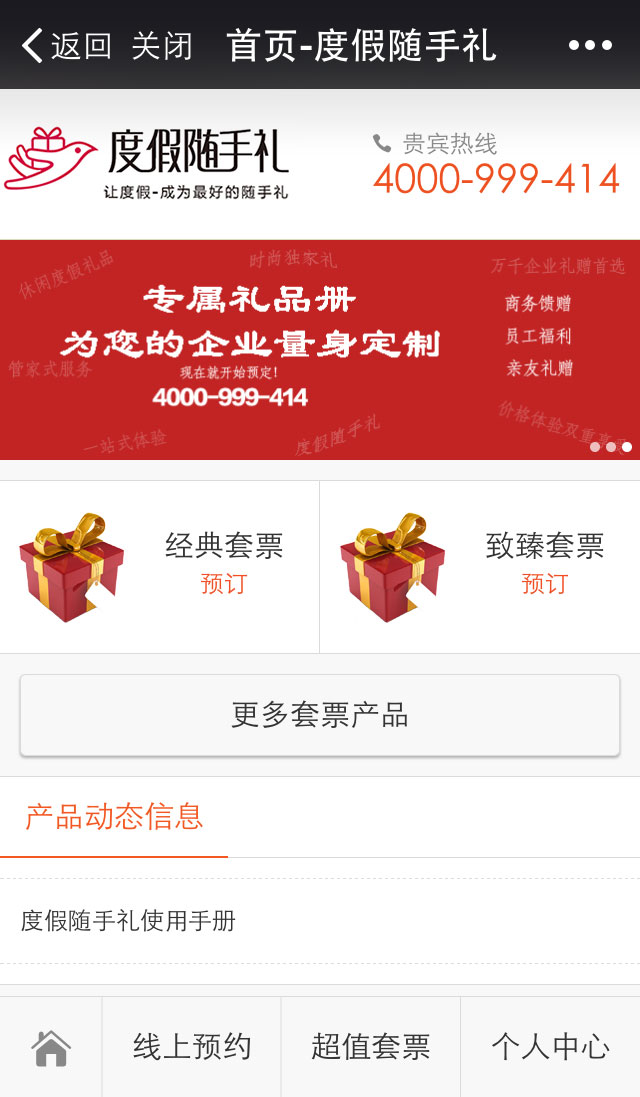 返回 关闭 首页-度假随手礼
度假随手礼
让度假-成为最好的随手礼
贵宾热线
4000-999-414
休闲度假礼品
时尚独家礼
万千企业礼赠首选
专属礼品册
为您的企业量身定制
现在就开始预定!
4000-999-414
商务馈赠
员工福利
亲友礼赠
管家式服务
一站式体验
度假随手礼
价格体验双重
经典套票
预订
致臻套票
预订
更多套票产品
产品动态信息
度假随手礼使用手册
线上预约
超值套票
个人中心